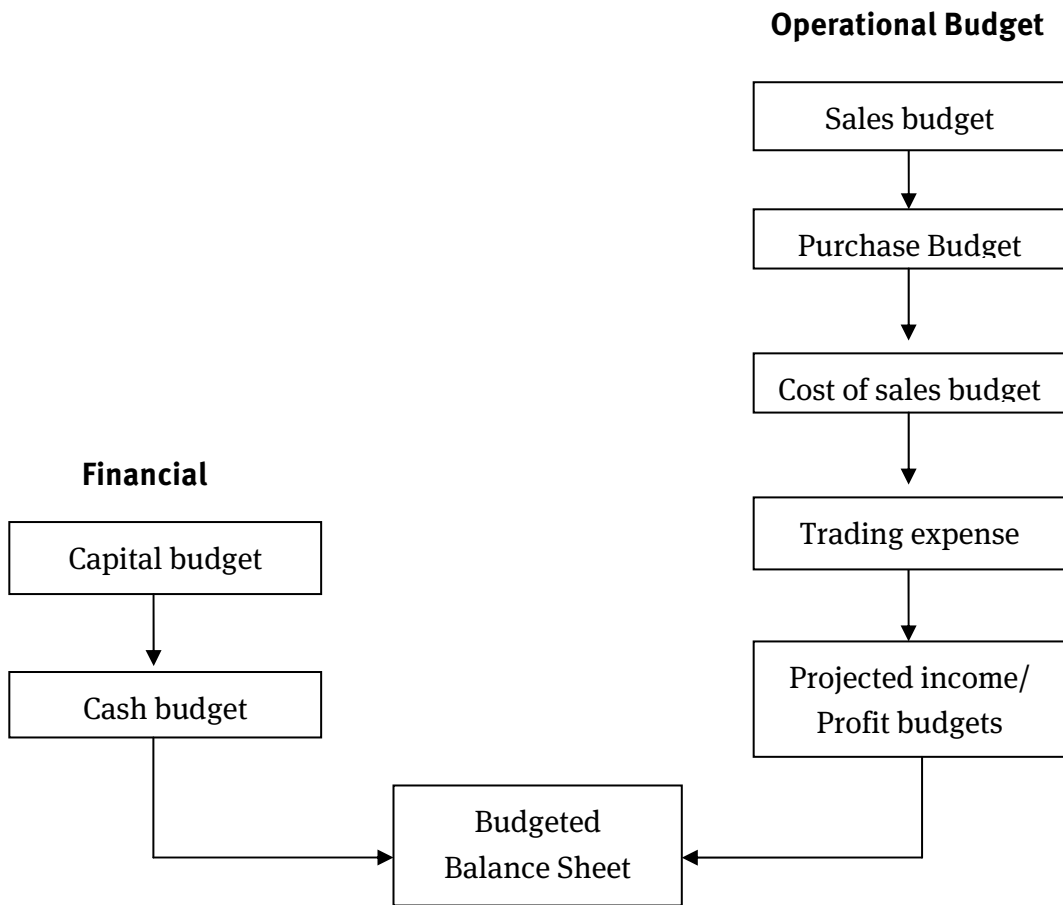 Operational Budget
Sales budget
Purchase Budget
Cost of sales budget
Trading expense
Projected income/
Profit budgets
Financial
Capital budget
Cash budget
Budgeted
Balance Sheet